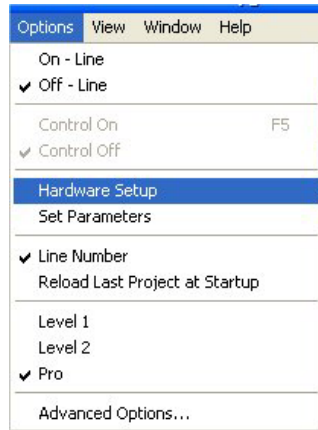 Options View Window Help
On - Line
Off - Line
Control On F5
Control Off
Hardware Setup
Set Parameters
Line Number
Reload Last Project at Startup
Level 1
Level 2
Pro
Advanced Options...